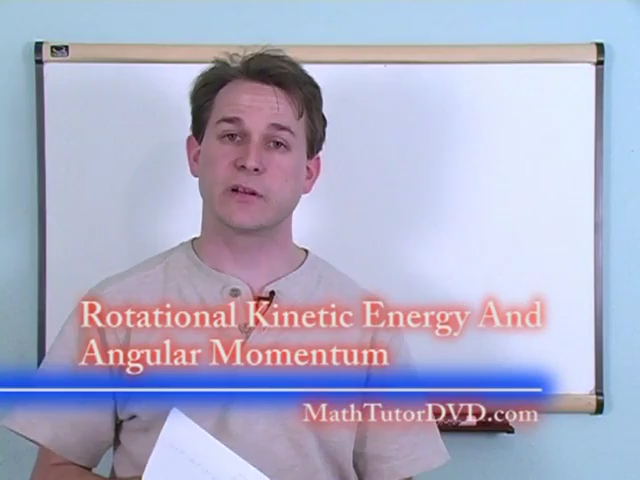 Rotational Kinetic Energy And
Angular Momentum
MathTutorDVD.com